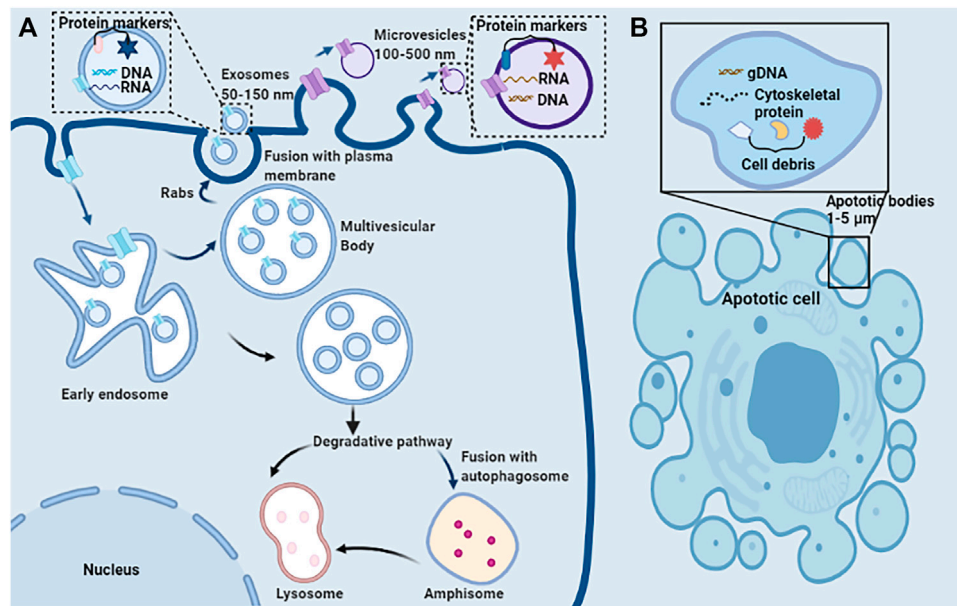 A
Protein markers
DNA
RNA
Exosomes
50-150 nm
Microvesicles
100-500 nm
Protein markers
RNA
DNA
Fusion with plasma
membrane
Rabs
Multivesicular
Body
Early endosome
Degradative pathway
Fusion with
autophagosome
Nucleus
Lysosome
Amphisome
B
gDNA
Cytoskeletal
protein
Cell debris
Apoptotic bodies
1-5 μm
Apototic cell